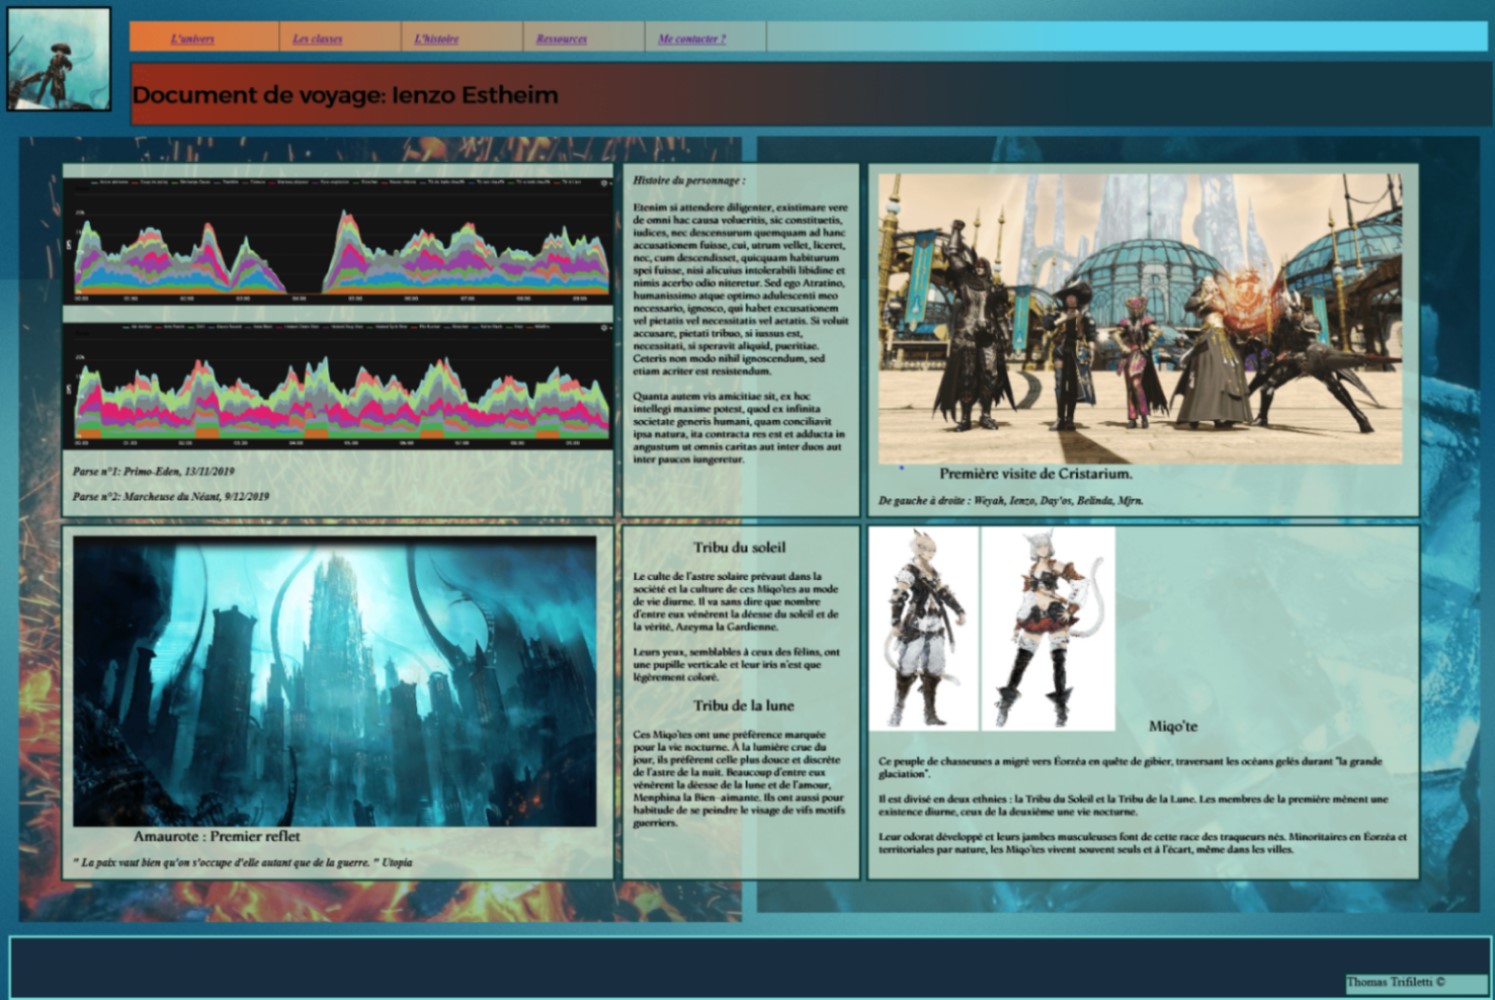 L'univers
Les classes
L'histoire
Ressources
Me contacter ?
Document de voyage: Ienzo Estheim
Parse n°1: Primo-Eden, 13/11/2019
Parse n°2: Marcheuse du Néant, 9/12/2019
Histoire du personnage :
Etenim si attendere diligenter, existimare vere
de omni hac causa volueritis, sic constituetis,
iudices, nec descensurum quemquam ad hanc
accusationem fuisse, cui, utrum vellet, liceret,
nec, cum descendisset, quicquam habiturum
spei fuisse, nisi alicuius intolerabili libidine et
nimis acerbo odio niteretur. Sed ego Atratino,
humanissimo atque optimo adulescenti meo
necessario, ignosco, qui habet excusationem
vel pietatis vel necessitatis vel aetatis. Si voluit
accusare, pietati tribuo, si iussus est,
necessitati, si speravit aliquid, pueritiae.
Ceteris non modo nihil ignoscendum, sed
etiam acriter est resistendum.
Quanta autem vis amicitiae sit, ex hoc
intellegi maxime potest, quod ex infinita
societate generis humani, quam conciliavit
ipsa natura, ita contracta res est et adducta in
angustum ut omnis caritas aut inter duos aut
inter paucos iungeretur.
Première visite de Cristarium.
De gauche à droite : Weyah, Ienzo, Day'os, Belinda, Mjrn.
Amaurote : Premier reflet
" La paix vaut bien qu'on s'occupe d'elle autant que de la guerre. " Utopia
Tribu du soleil
Le culte de l'astre solaire prévaut dans la
société et la culture de ces Miqo'tes au mode
de vie diurne. Il va sans dire que nombre
d'entre eux vénèrent la déesse du soleil et de
la vérité, Azeyma la Gardienne.
Leurs yeux, semblables à ceux des félins, ont
une pupille verticale et leur iris n'est que
légèrement coloré.
Tribu de la lune
Ces Miqo'tes ont une préférence marquée
pour la vie nocturne. À la lumière crue du
jour, ils préfèrent celle plus douce et discrète
de l'astre de la nuit. Beaucoup d'entre eux
vénèrent la déesse de la lune et de l'amour,
Menphina la Bien-aimante. Ils ont aussi pour
habitude de se peindre le visage de vifs motifs
guerriers.
Miqo'te
Ce peuple de chasseuses a migré vers Éorzéa en quête de gibier, traversant les océans gelés durant "la grande
glaciation".
Il est divisé en deux ethnies : la Tribu du Soleil et la Tribu de la Lune. Les membres de la première mènent une
existence diurne, ceux de la deuxième une vie nocturne.
Leur odorat développé et leurs jambes musculeuses font de cette race des traqueurs nés. Minoritaires en Éorzéa et
territoriales par nature, les Miqo'tes vivent souvent seuls et à l'écart, même dans les villes.
Thomas Trifiletti ©